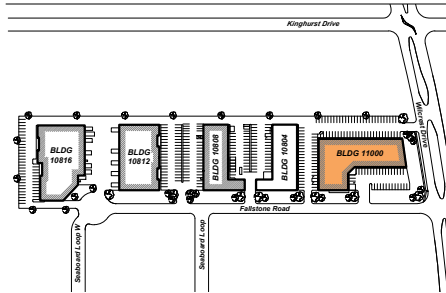 Kinghurst Drive
Wilcrest Drive
BLDG
10816
BLDG
10812
BLDG 10808
BLDG 10804
BLDG 11000
Fallstone Road
Seaboard Loop W
Seaboard Loop